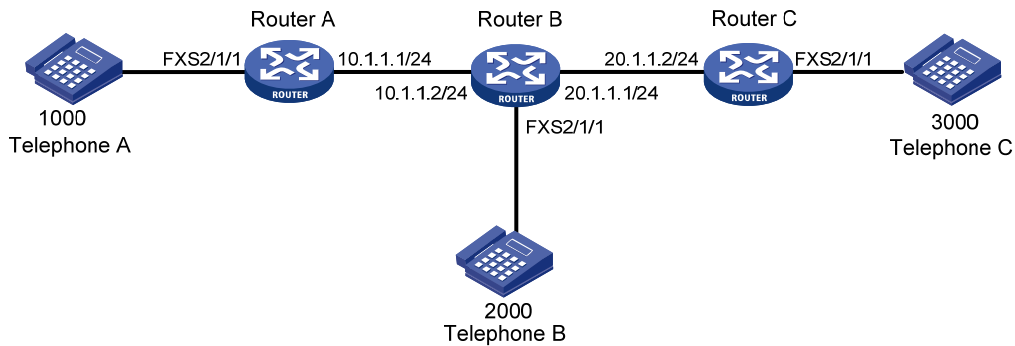 Router A
Router B
Router C
FXS2/1/1
10.1.1.1/24
20.1.1.2/24
FXS2/1/1
ROUTER
ROUTER
ROUTER
10.1.1.2/24
20.1.1.1/24
1000
Telephone A
FXS2/1/1
3000
Telephone C
2000
Telephone B